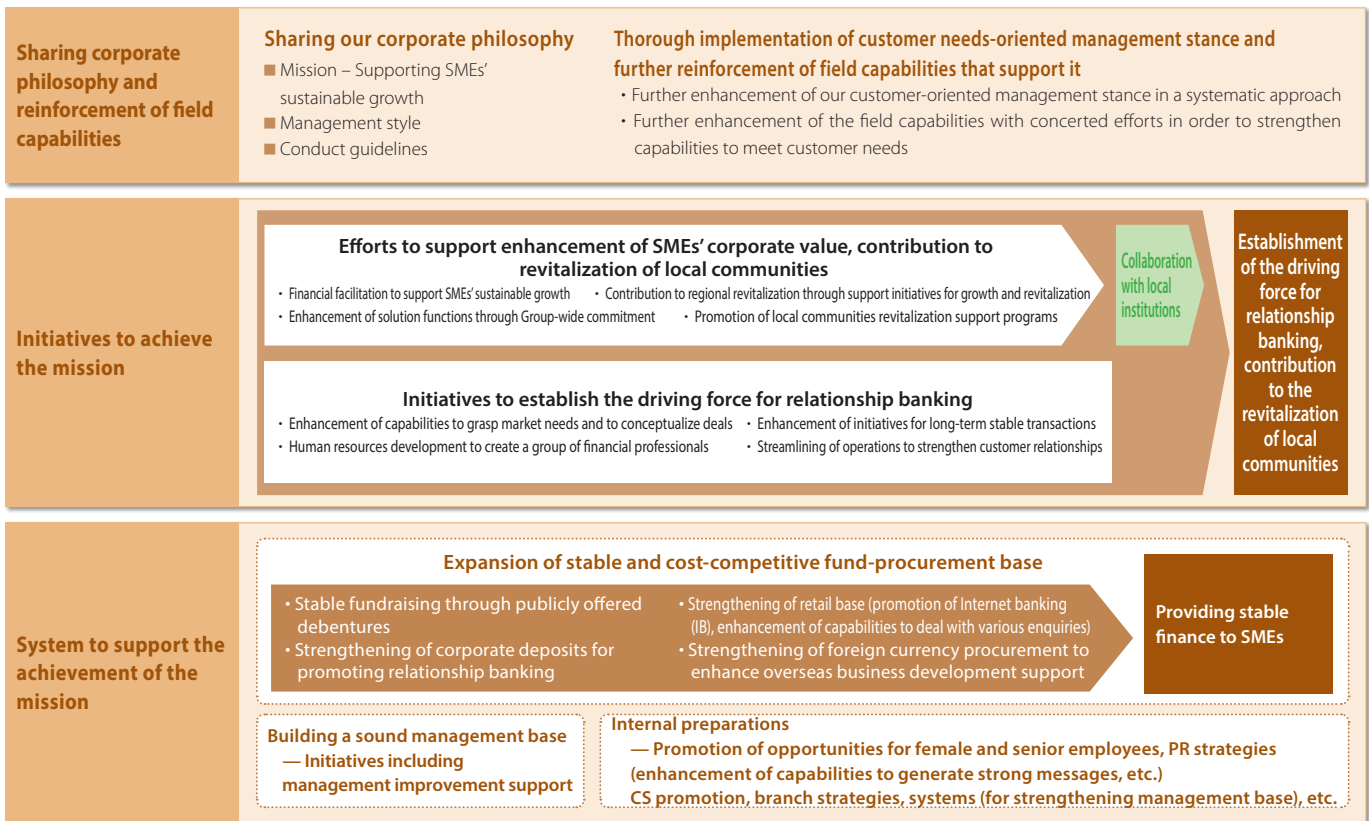 Sharing corporate
philosophy and
reinforcement of field
capabilities
Sharing our corporate philosophy
■ Mission – Supporting SMEs'
sustainable growth
■ Management style
■ Conduct guidelines
Thorough implementation of customer needs-oriented management stance and
further reinforcement of field capabilities that support it
・Further enhancement of our customer-oriented management stance in a systematic approach
・Further enhancement of the field capabilities with concerted efforts in order to strengthen
capabilities to meet customer needs
Initiatives to achieve
the mission
Efforts to support enhancement of SMEs' corporate value, contribution to
revitalization of local communities
・Financial facilitation to support SMEs' sustainable growth ・Contribution to regional revitalization through support initiatives for growth and revitalization
・Enhancement of solution functions through Group-wide commitment ・Promotion of local communities revitalization support programs
Collaboration
with local
institutions
Initiatives to establish the driving force for relationship banking
・Enhancement of capabilities to grasp market needs and to conceptualize deals ・Enhancement of initiatives for long-term stable transactions
・Human resources development to create a group of financial professionals ・Streamlining of operations to strengthen customer relationships
Establishment
of the driving
force for
relationship
banking,
contribution
to the
revitalization
of local
communities
System to support the
achievement of the
mission
Expansion of stable and cost-competitive fund-procurement base
・Stable fundraising through publicly offered
debentures
・Strengthening of corporate deposits for
promoting relationship banking
・Strengthening of retail base (promotion of Internet banking
(IB), enhancement of capabilities to deal with various enquiries)
・Strengthening of foreign currency procurement to
enhance overseas business development support
Providing stable
finance to SMEs
Building a sound management base
— Initiatives including
management improvement support
Internal preparations
— Promotion of opportunities for female and senior employees, PR strategies
(enhancement of capabilities to generate strong messages, etc.)
CS promotion, branch strategies, systems (for strengthening management base), etc.